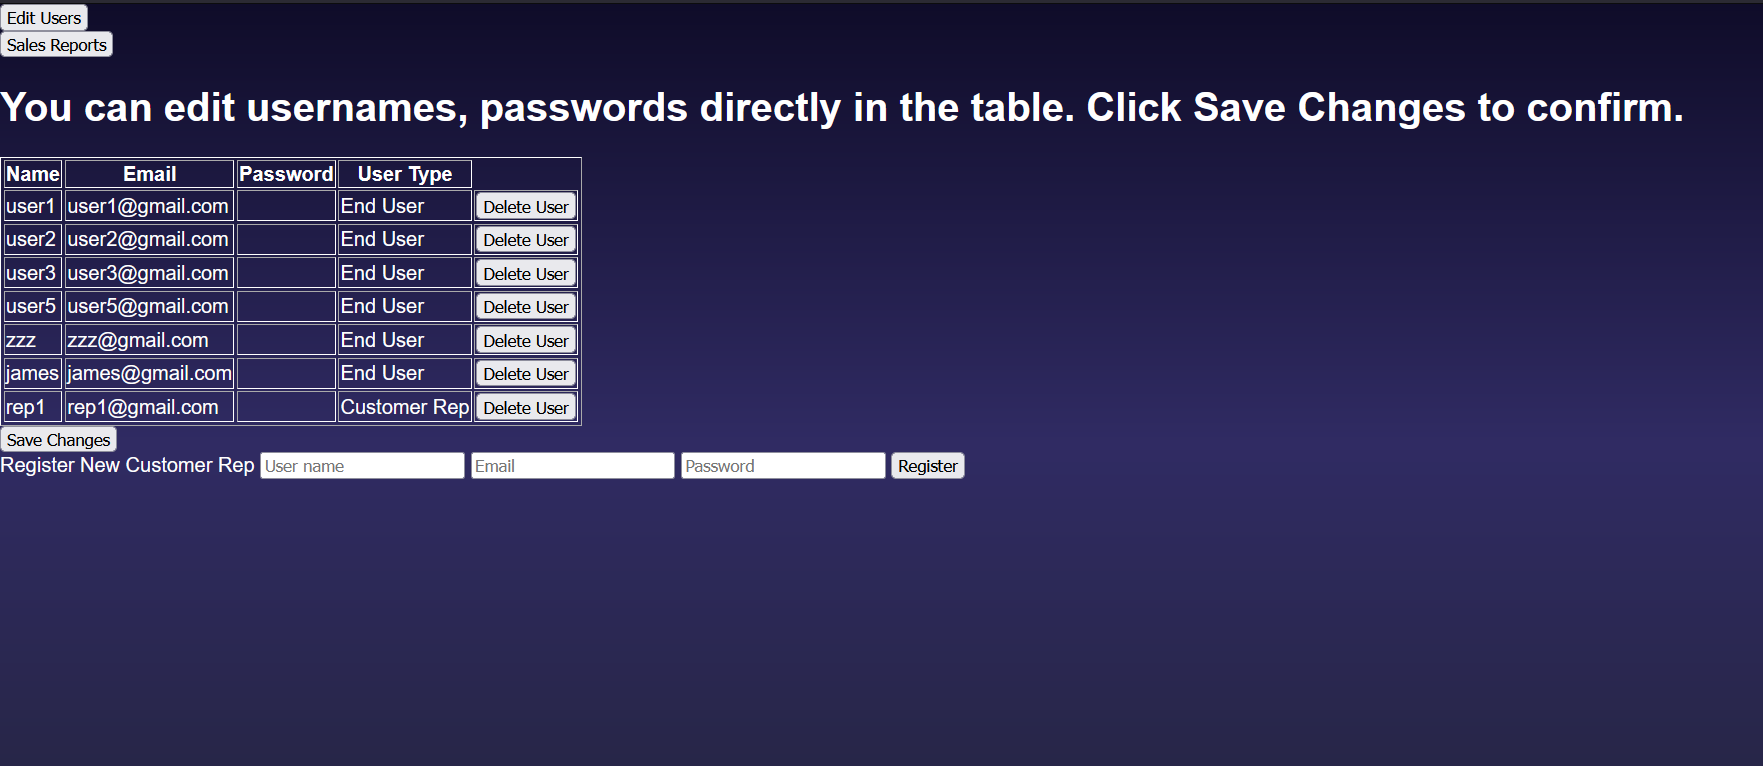 Edit Users
Sales Reports
You can edit usernames, passwords directly in the table. Click Save Changes to confirm.
Name Email Password User Type
user1 user1@gmail.com End User Delete User
user2 user2@gmail.com End User Delete User
user3 user3@gmail.com End User Delete User
user5 user5@gmail.com End User Delete User
zzz zzz@gmail.com End User Delete User
james james@gmail.com End User Delete User
rep1 rep1@gmail.com Customer Rep Delete User
Save Changes
Register New Customer Rep User name Email Password Register